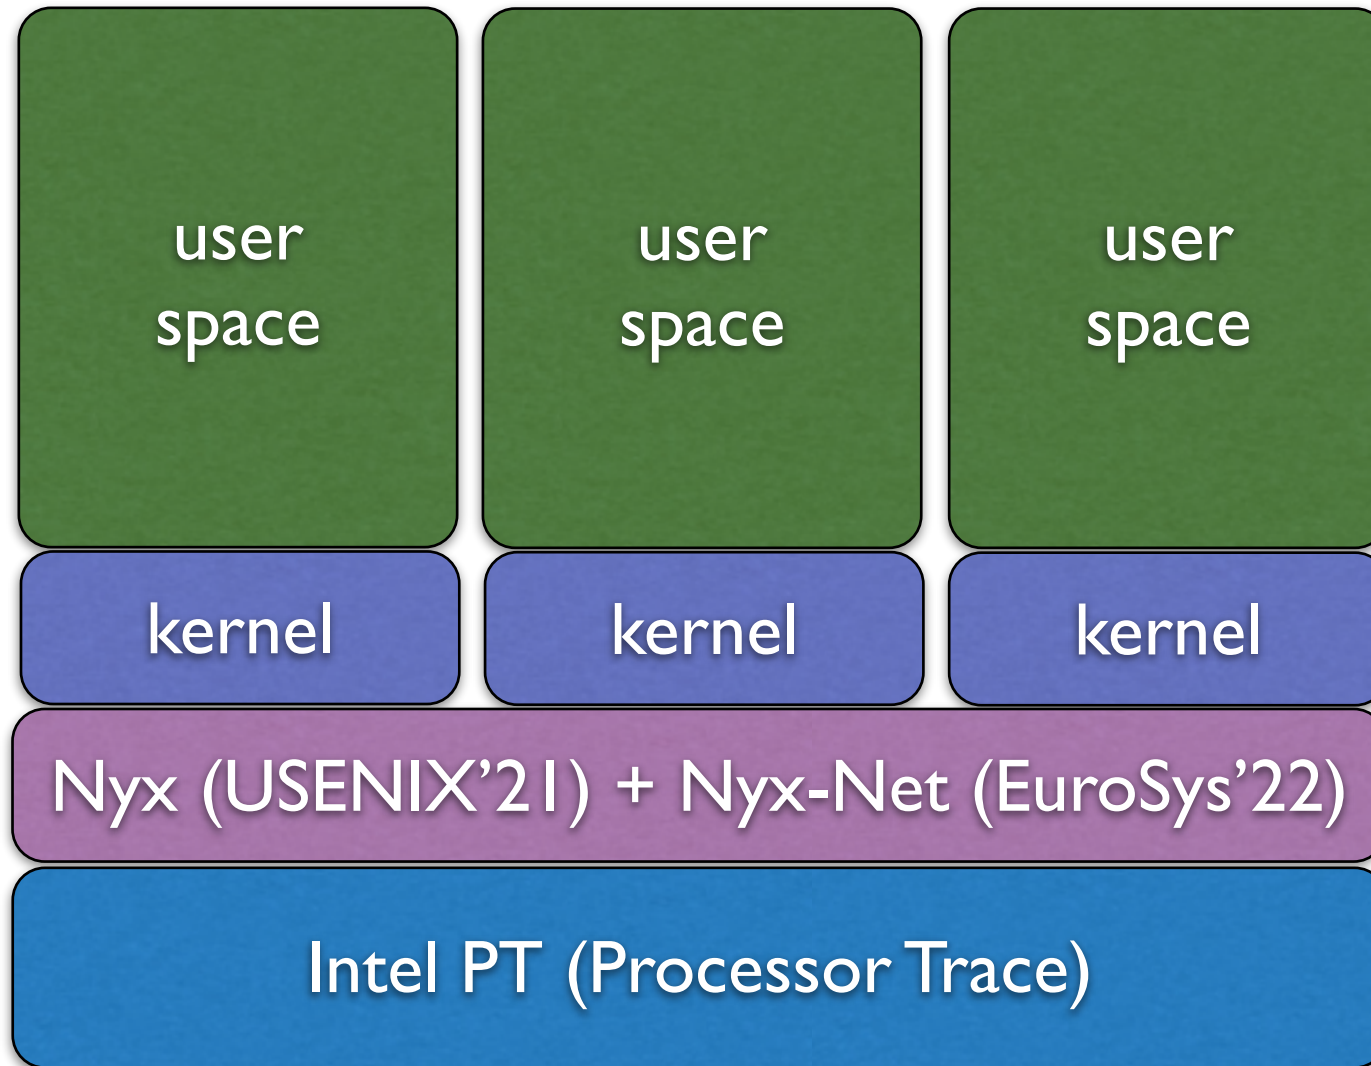 user
space
user
space
user
space
kernel
kernel
kernel
Nyx (USENIX’21) + Nyx-Net (EuroSys’22)
Intel PT (Processor Trace)